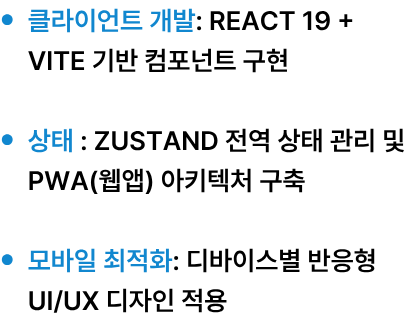 • 클라이언트 개발: REACT 19 +
VITE 기반 컴포넌트 구현
• 상태 : ZUSTAND 전역 상태 관리 및
PWA(웹앱) 아키텍처 구축
• 모바일 최적화: 디바이스별 반응형
UI/UX 디자인 적용